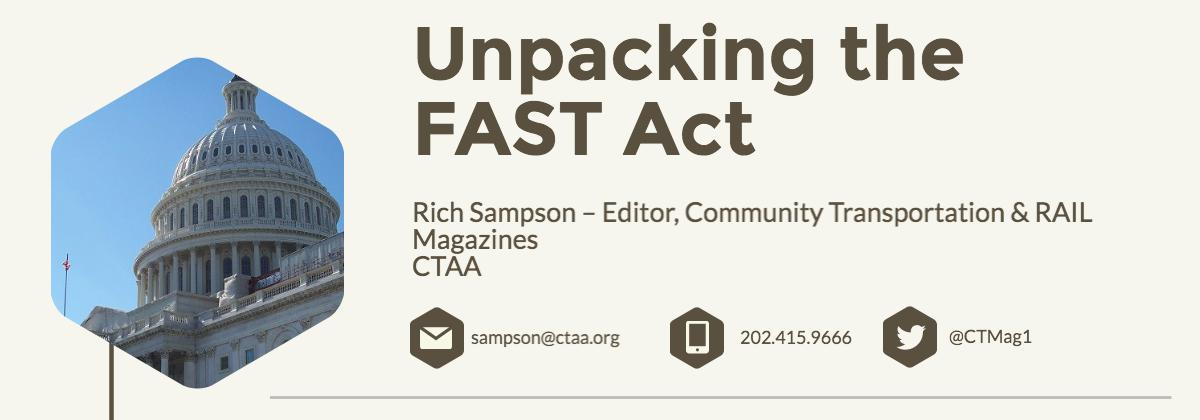 Unpacking the
FAST Act
Rich Sampson – Editor, Community Transportation & RAIL
Magazines
CTAA
sampson@ctaa.org
202.415.9666
@CTMag1